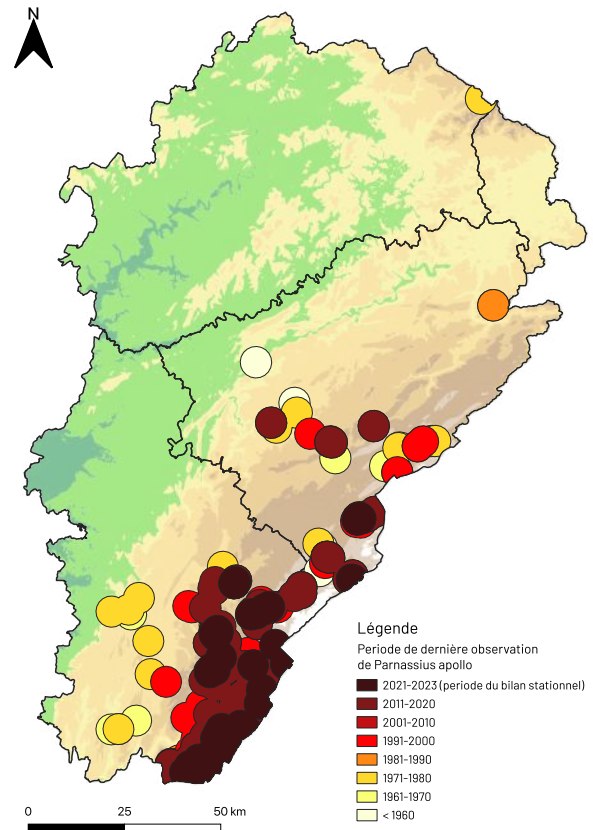 N
Légende
Periode de dernière observation
de Parnassius apollo
2021-2023 (periode du bilan stationnel)
2011-2020
2001-2010
1991-2000
1981-1990
1971-1980
1961-1970
< 1960
0 25 50 km